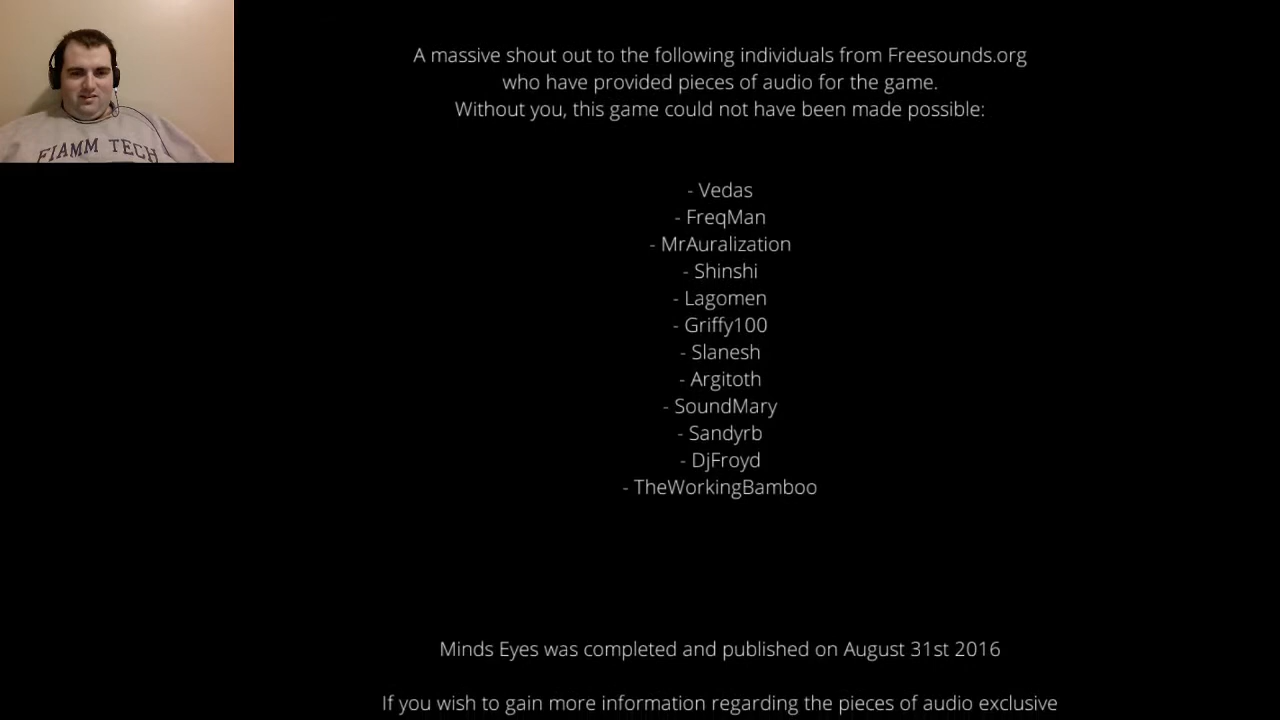 A massive shout out to the following individuals from Freesounds.org
who have provided pieces of audio for the game.
Without you, this game could not have been made possible:
- Vedas
- FreqMan
- MrAuralization
- Shinshi
- Lagomen
- Griffy100
- Slanesh
- Argitoth
- SoundMary
- Sandyrb
- DjFroyd
- TheWorkingBamboo
Minds Eyes was completed and published on August 31st 2016
If you wish to gain more information regarding the pieces of audio exclusive
FIAMM TECH